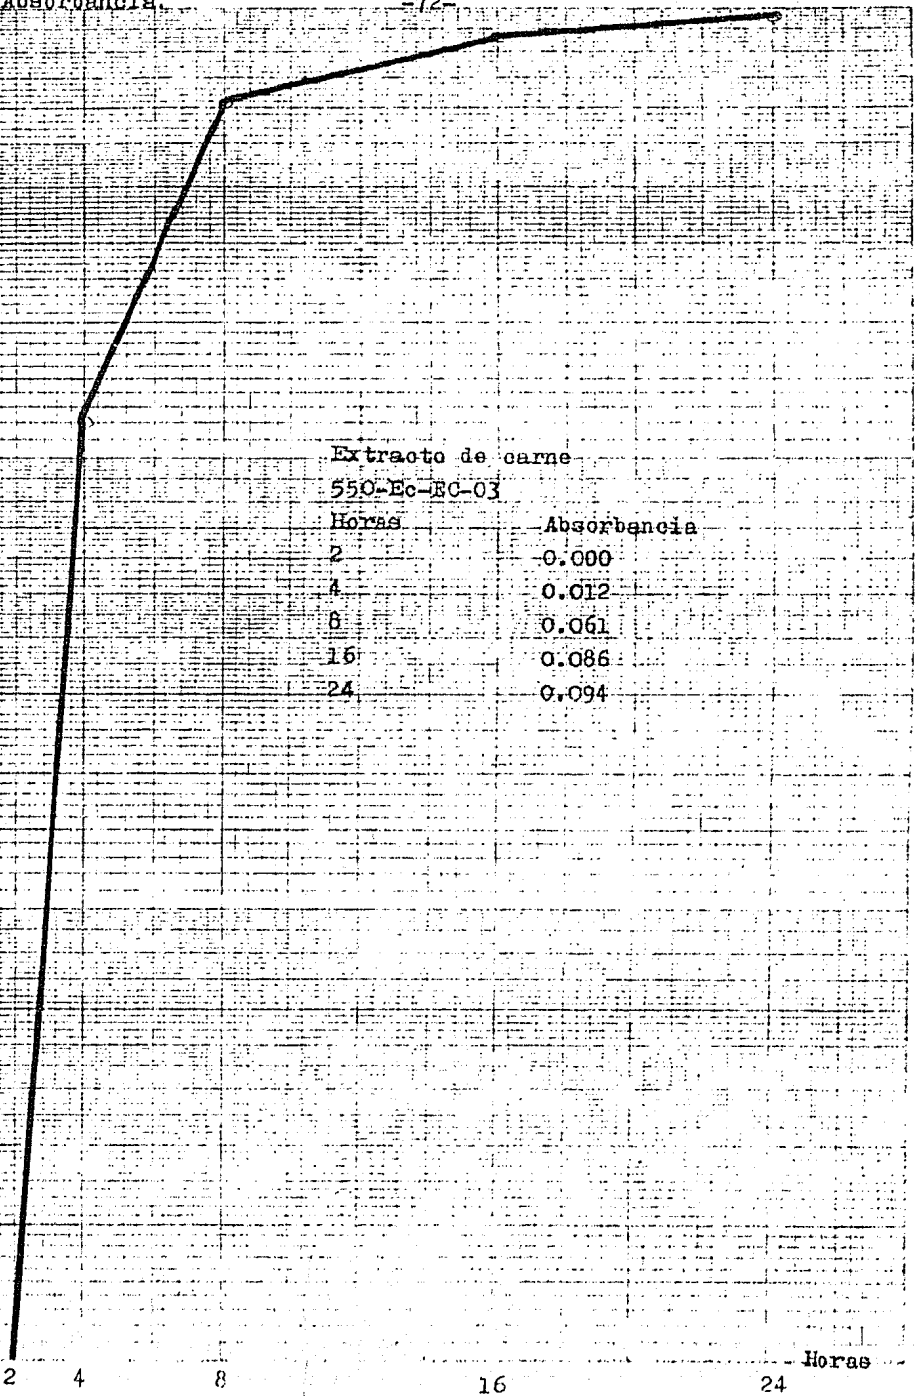 Absorbancia. -72-
Extracto de carne
550-Ec-EC-03
Horas Absorbancia
2 0.000
4 0.012
8 0.061
16 0.086
24 0.094
Horas
2 4 8 16 24